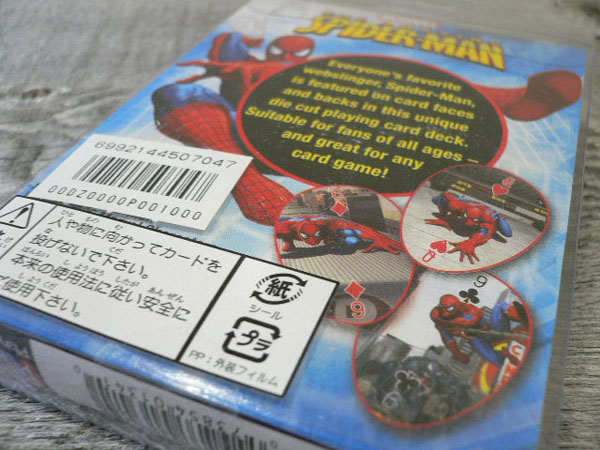 SPIDER-MAN
Everyone's favorite
webslinger, Spider-Man,
is featured on card faces
and backs in this unique
die cut playing card deck.
Suitable for fans of all ages –
and great for any
card game!
6992144507047
00DZ0000P001000
人や物に向かってカードを
投げないで下さい。
本来の使用法に従い安全に
ご使用下さい。
紙
シール
プラ
PP：外装フィルム
9
9